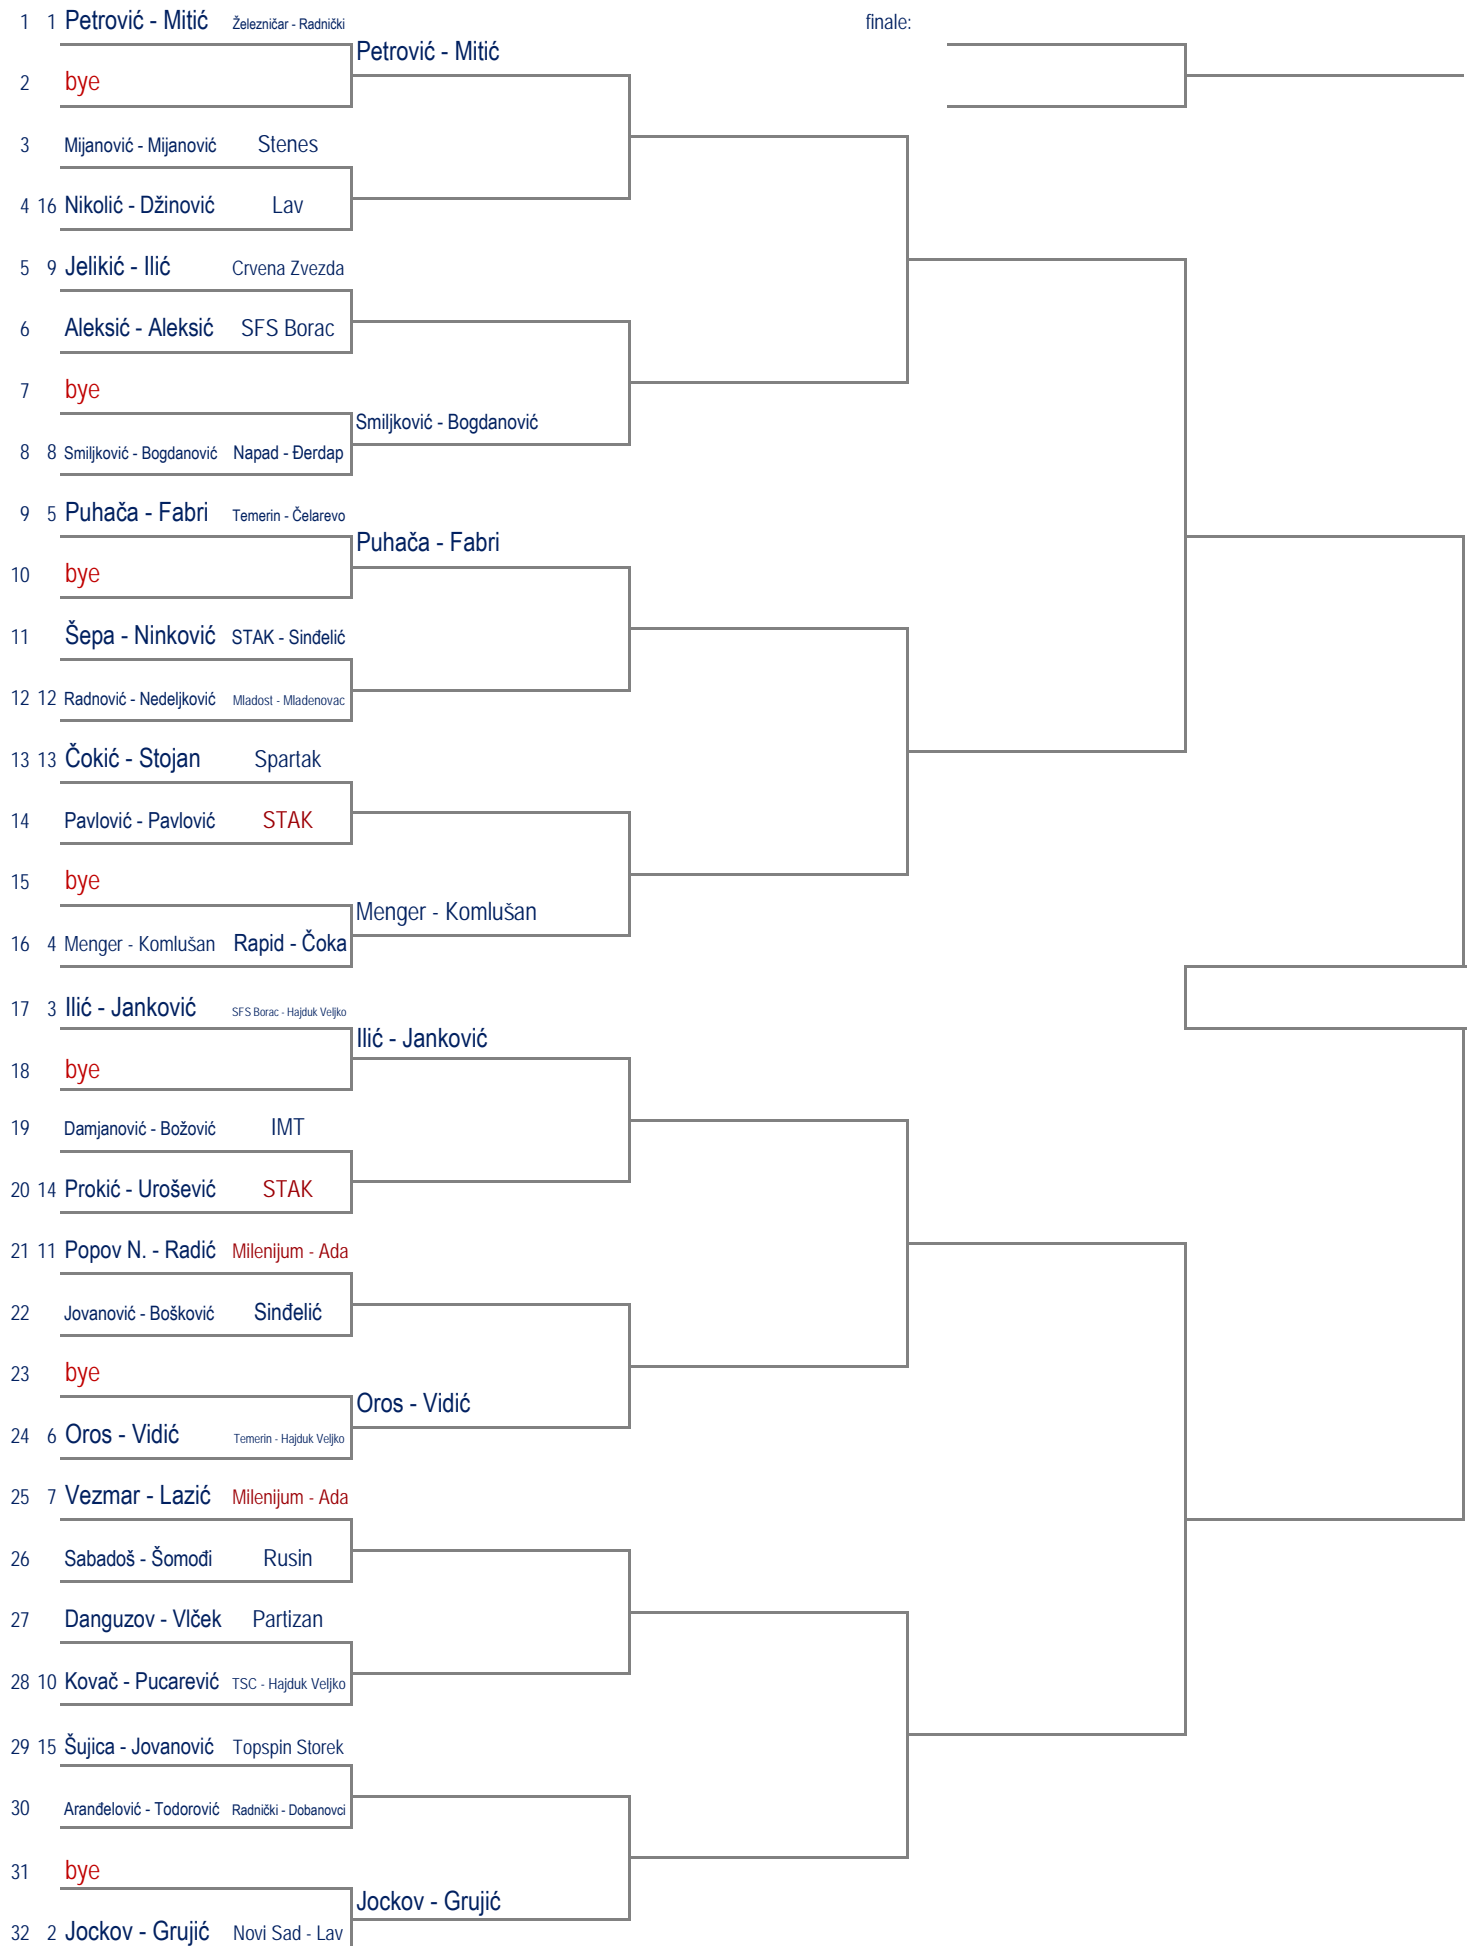 1 1 Petrović - Mitić Železničar - Radnički finale:
Petrović - Mitić
2 bye
3 Mijanović - Mijanović Stenes
4 16 Nikolić - Džinović Lav
5 9 Jelikić - Ilić Crvena Zvezda
6 Aleksić - Aleksić SFS Borac
7 bye
Smiljković - Bogdanović
8 8 Smiljković - Bogdanović Napad - Đerdap
9 5 Puhača - Fabri Temerin - Čelarevo
Puhača - Fabri
10 bye
11 Šepa - Ninković STAK - Sinđelić
12 12 Radnović - Nedeljković Mladost - Mladenovac
13 13 Čokić - Stojan Spartak
14 Pavlović - Pavlović STAK
15 bye
Menger - Komlušan
16 4 Menger - Komlušan Rapid - Čoka
17 3 Ilić - Janković SFS Borac - Hajduk Veljko
Ilić - Janković
18 bye
19 Damjanović - Božović IMT
20 14 Prokić - Urošević STAK
21 11 Popov N. - Radić Milenijum - Ada
22 Jovanović - Bošković Sinđelić
23 bye
Oros - Vidić
24 6 Oros - Vidić Temerin - Hajduk Veljko
25 7 Vezmar - Lazić Milenijum - Ada
26 Sabadoš - Šomođi Rusin
27 Danguzov - Vlček Partizan
28 10 Kovač - Pucarević TSC - Hajduk Veljko
29 15 Šujica - Jovanović Topspin Storek
30 Aranđelović - Todorović Radnički - Dobanovci
31 bye
Jockov - Grujić
32 2 Jockov - Grujić Novi Sad - Lav